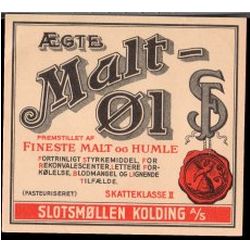 ÆGTE
Malt-
Øl
PREMSTILLET AF
FINESTE MALT OG HUMLE
FORTRINLIGT STYRKEMIDDEL FOR
REKONVALESCENTER, LETTERE FOR-
KØLELSE, BLODMANGEL OG LIGNENDE
TILFÆLDE.
(PASTEURISERET) SKATTEKLASSE II
SLOTSMØLLEN KOLDING A/S